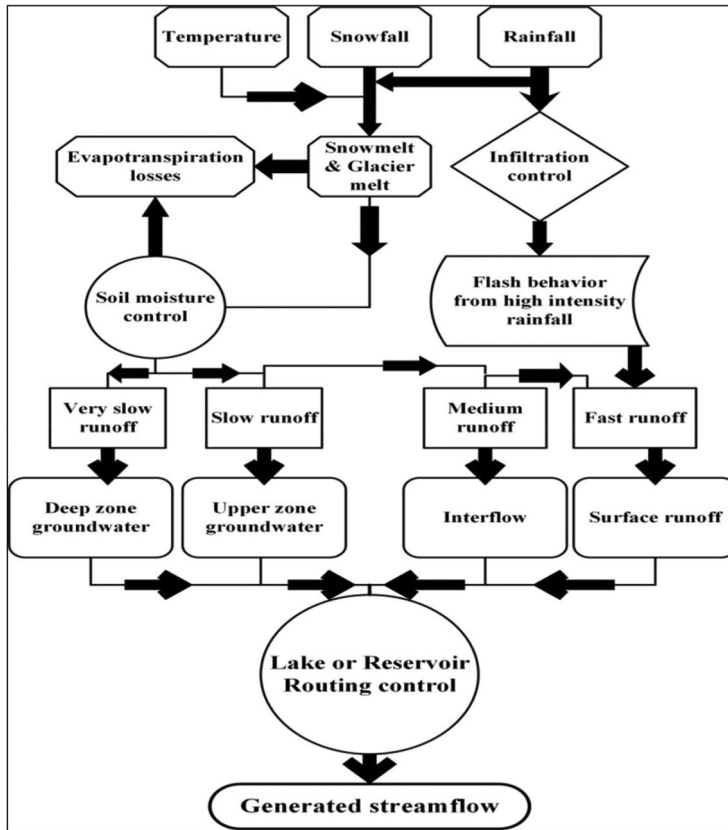 Temperature
Snowfall
Rainfall
Evapotranspiration
losses
Snowmelt
& Glacier
melt
Infiltration
control
Soil moisture
control
Flash behavior
from high intensity
rainfall
Very slow
runoff
Slow runoff
Medium
runoff
Fast runoff
Deep zone
groundwater
Upper zone
groundwater
Interflow
Surface runoff
Lake or Reservoir
Routing control
Generated streamflow